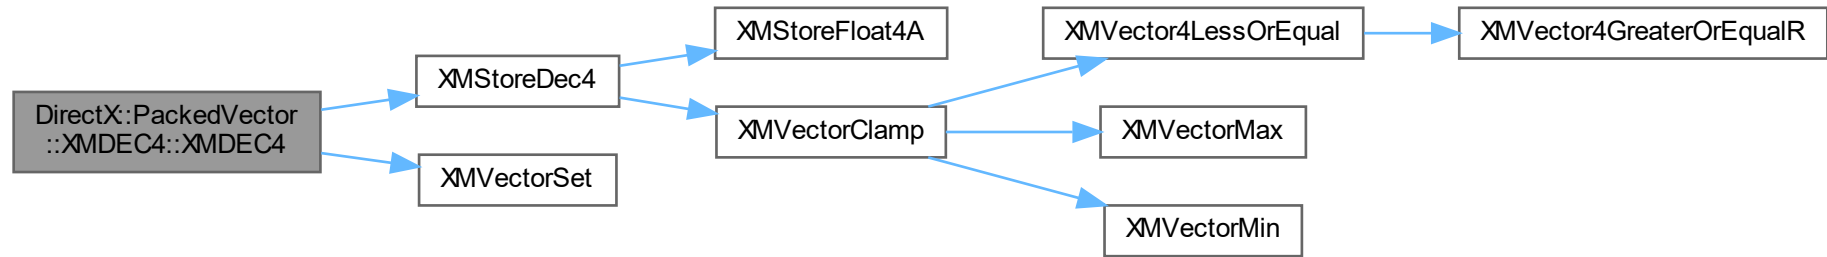 DirectX::PackedVector
::XMDEC4::XMDEC4
XMStoreDec4
XMVectorSet
XMStoreFloat4A
XMVectorClamp
XMVector4LessOrEqual
XMVectorMax
XMVectorMin
XMVector4GreaterOrEqualR